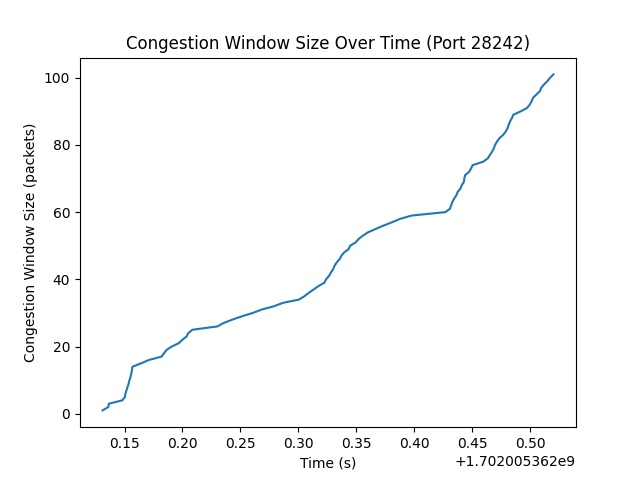 Congestion Window Size Over Time (Port 28242)
Congestion Window Size (packets)
100
80
60
40
20
0
0.15 0.20 0.25 0.30 0.35 0.40 0.45 0.50
Time (s)
+1.702005362e9